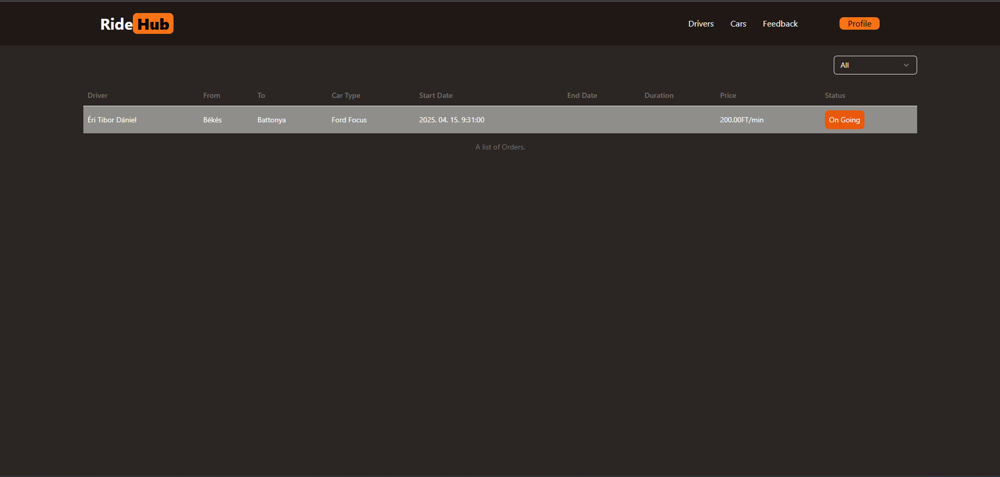 Ride Hub Drivers Cars Feedback Profile
All
Driver From To Car Type Start Date End Date Duration Price Status
Éri Tibor Dániel Békés Battonya Ford Focus 2025. 04. 15. 9:31:00 200.00FT/min On Going
A list of Orders.